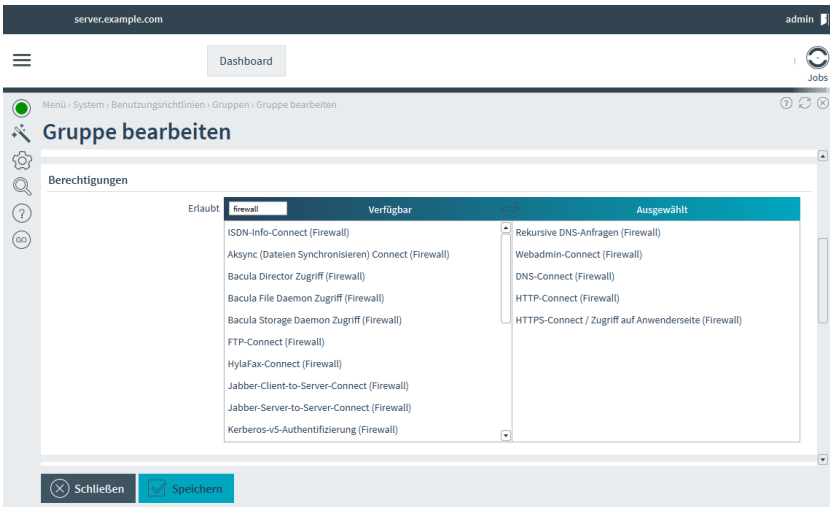 server.example.com
admin
Dashboard
Jobs
Menü › System › Benutzungsrichtlinien › Gruppen › Gruppe bearbeiten
Gruppe bearbeiten
Berechtigungen
Erlaubt firewall Verfügbar Ausgewählt
ISDN-Info-Connect (Firewall)
Aksync (Dateien Synchronisieren) Connect (Firewall)
Bacula Director Zugriff (Firewall)
Bacula File Daemon Zugriff (Firewall)
Bacula Storage Daemon Zugriff (Firewall)
FTP-Connect (Firewall)
HylaFax-Connect (Firewall)
Jabber-Client-to-Server-Connect (Firewall)
Jabber-Server-to-Server-Connect (Firewall)
Kerberos-v5-Authentifizierung (Firewall)
Rekursive DNS-Anfragen (Firewall)
Webadmin-Connect (Firewall)
DNS-Connect (Firewall)
HTTP-Connect (Firewall)
HTTPS-Connect / Zugriff auf Anwenderseite (Firewall)
GO
Schließen
Speichern